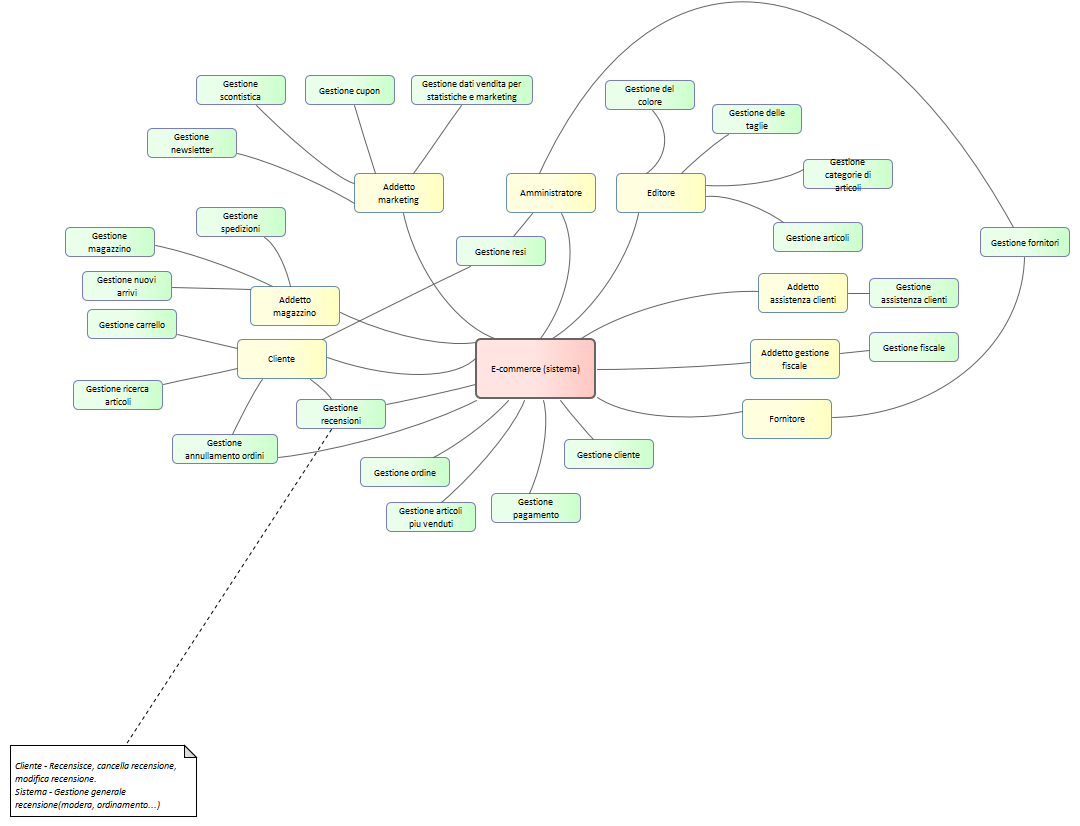 Gestione
scontistica
Gestione cupon
Gestione dati vendita per
statistiche e marketing
Gestione del
colore
Gestione delle
taglie
Gestione
newsletter
Gestione
categorie di
articoli
Addetto
marketing
Amministratore
Editore
Gestione
spedizioni
Gestione
magazzino
Gestione resi
Gestione articoli
Gestione fornitori
Gestione nuovi
arrivi
Addetto
magazzino
Addetto
assistenza clienti
Gestione
assistenza clienti
Gestione carrello
Cliente
E-commerce (sistema)
Addetto gestione
fiscale
Gestione fiscale
Gestione ricerca
articoli
Gestione
recensioni
Fornitore
Gestione
annullamento ordini
Gestione ordine
Gestione cliente
Gestione articoli
piu venduti
Gestione
pagamento
Cliente - Recensisce, cancella recensione,
modifica recensione.
Sistema - Gestione generale
recensione(modera, ordinamento...)